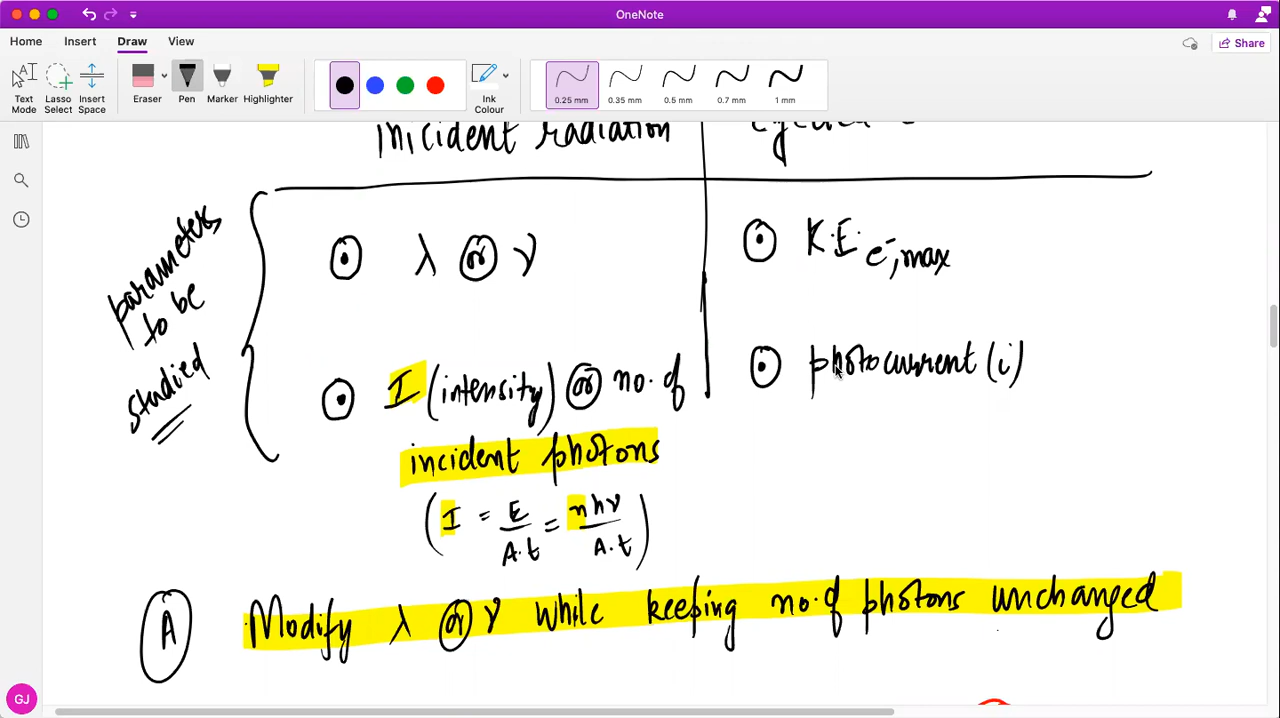 OneNote
Home Insert Draw View
Share
Text Mode
Lasso Select
Insert Space
Eraser
Pen
Marker
Highlighter
0.25 mm
0.35 mm
0.5 mm
0.7 mm
1 mm
Ink Colour
incident radiation
parameters to be studied
λ or ν
K.E. e⁻, max
I (intensity) or no. of
incident photons
photocurrent (i)
(I = E/A.t = nhν/A.t)
A Modify λ or ν while keeping no. of photons unchanged
GJ